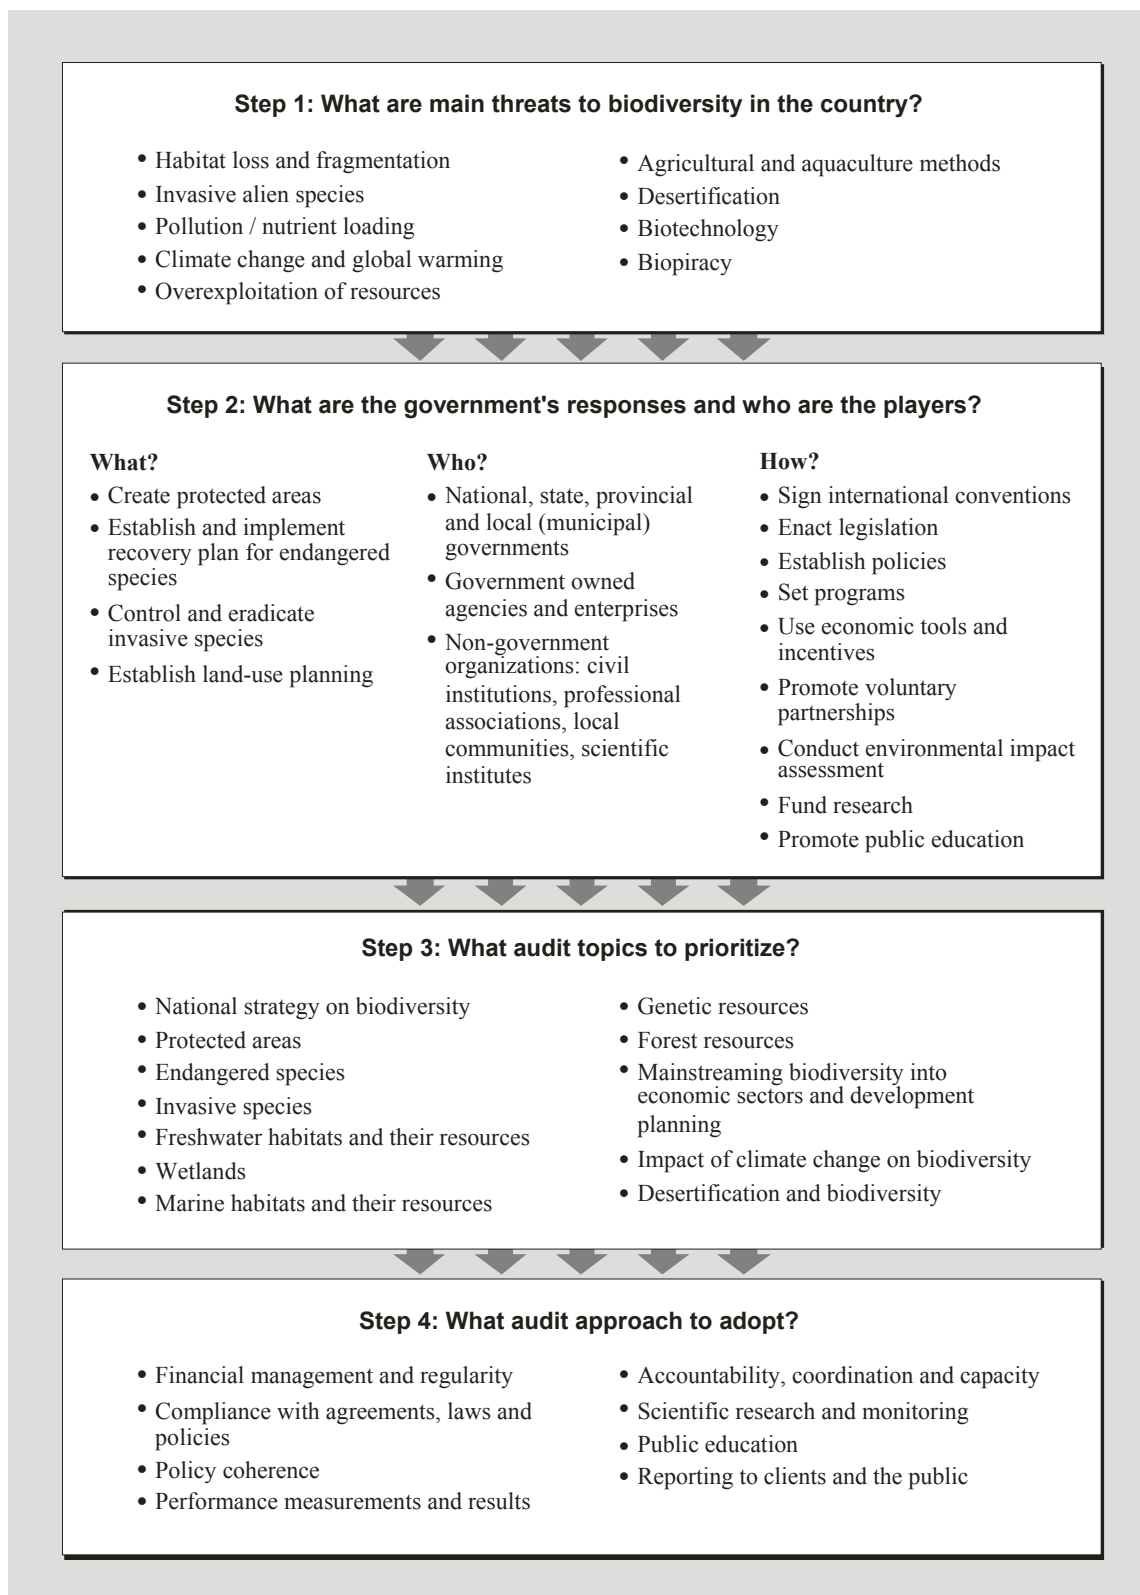 Step 1: What are main threats to biodiversity in the country?
• Habitat loss and fragmentation
• Invasive alien species
• Pollution / nutrient loading
• Climate change and global warming
• Overexploitation of resources
• Agricultural and aquaculture methods
• Desertification
• Biotechnology
• Biopiracy
Step 2: What are the government's responses and who are the players?
What?
• Create protected areas
• Establish and implement
recovery plan for endangered
species
• Control and eradicate
invasive species
• Establish land-use planning
Who?
• National, state, provincial
and local (municipal)
governments
• Government owned
agencies and enterprises
• Non-government
organizations: civil
institutions, professional
associations, local
communities, scientific
institutes
How?
• Sign international conventions
• Enact legislation
• Establish policies
• Set programs
• Use economic tools and
incentives
• Promote voluntary
partnerships
• Conduct environmental impact
assessment
• Fund research
• Promote public education
Step 3: What audit topics to prioritize?
• National strategy on biodiversity
• Protected areas
• Endangered species
• Invasive species
• Freshwater habitats and their resources
• Wetlands
• Marine habitats and their resources
• Genetic resources
• Forest resources
• Mainstreaming biodiversity into
economic sectors and development
planning
• Impact of climate change on biodiversity
• Desertification and biodiversity
Step 4: What audit approach to adopt?
• Financial management and regularity
• Compliance with agreements, laws and
policies
• Policy coherence
• Performance measurements and results
• Accountability, coordination and capacity
• Scientific research and monitoring
• Public education
• Reporting to clients and the public